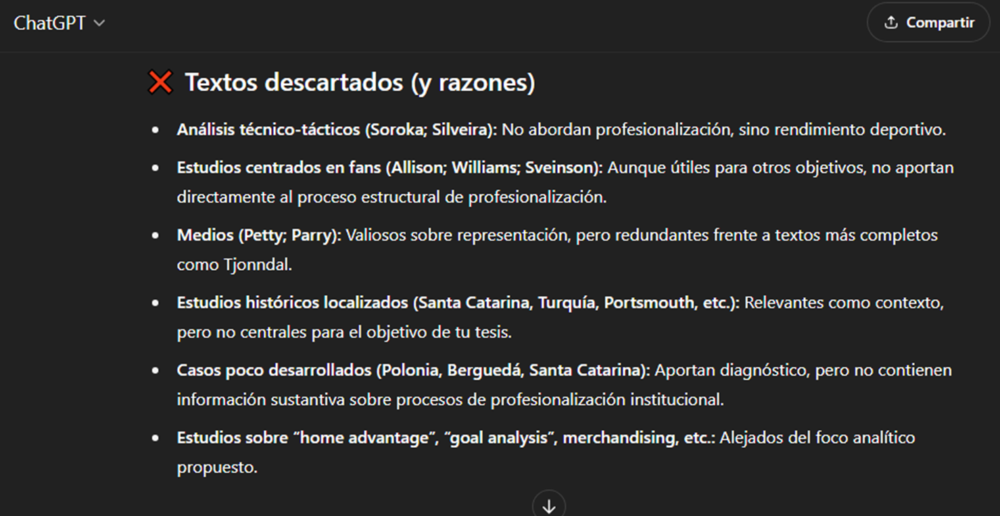 ChatGPT
Compartir
❌ Textos descartados (y razones)
• Análisis técnico-tácticos (Soroka; Silveira): No abordan profesionalización, sino rendimiento deportivo.
• Estudios centrados en fans (Allison; Williams; Sveinson): Aunque útiles para otros objetivos, no aportan
directamente al proceso estructural de profesionalización.
• Medios (Petty; Parry): Valiosos sobre representación, pero redundantes frente a textos más completos
como Tjonndal.
• Estudios históricos localizados (Santa Catarina, Turquía, Portsmouth, etc.): Relevantes como contexto,
pero no centrales para el objetivo de tu tesis.
• Casos poco desarrollados (Polonia, Berguedá, Santa Catarina): Aportan diagnóstico, pero no contienen
información sustantiva sobre procesos de profesionalización institucional.
• Estudios sobre “home advantage”, “goal analysis”, merchandising, etc.: Alejados del foco analítico
propuesto.